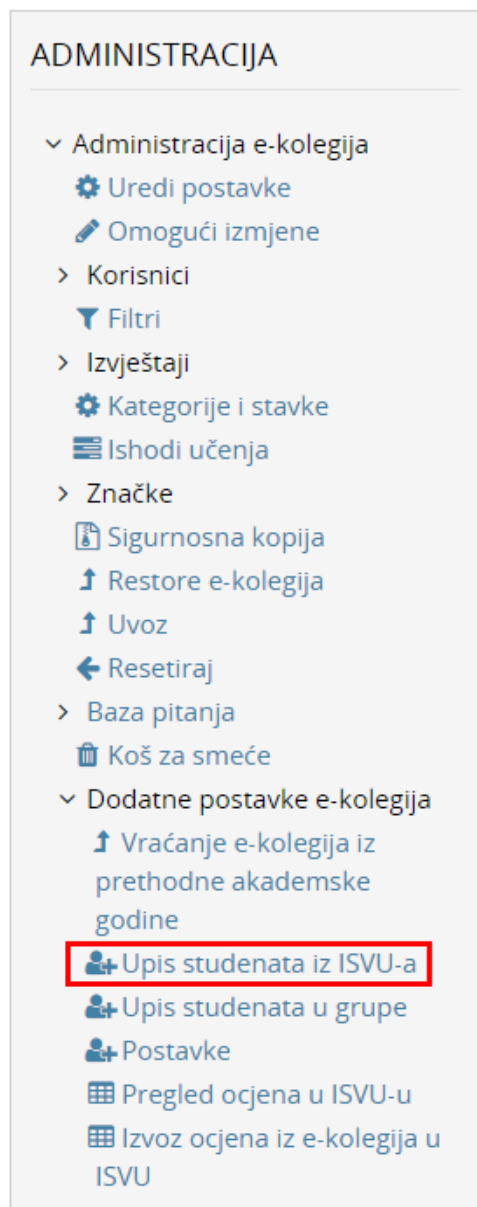 ADMINISTRACIJA
Administracija e-kolegija
Uredi postavke
Omogući izmjene
Korisnici
Filtri
Izvještaji
Kategorije i stavke
Ishodi učenja
Značke
Sigurnosna kopija
Restore e-kolegija
Uvoz
Resetiraj
Baza pitanja
Koš za smeće
Dodatne postavke e-kolegija
Vraćanje e-kolegija iz
prethodne akademske
godine
Upis studenata iz ISVU-a
Upis studenata u grupe
Postavke
Pregled ocjena u ISVU-u
Izvoz ocjena iz e-kolegija u
ISVU